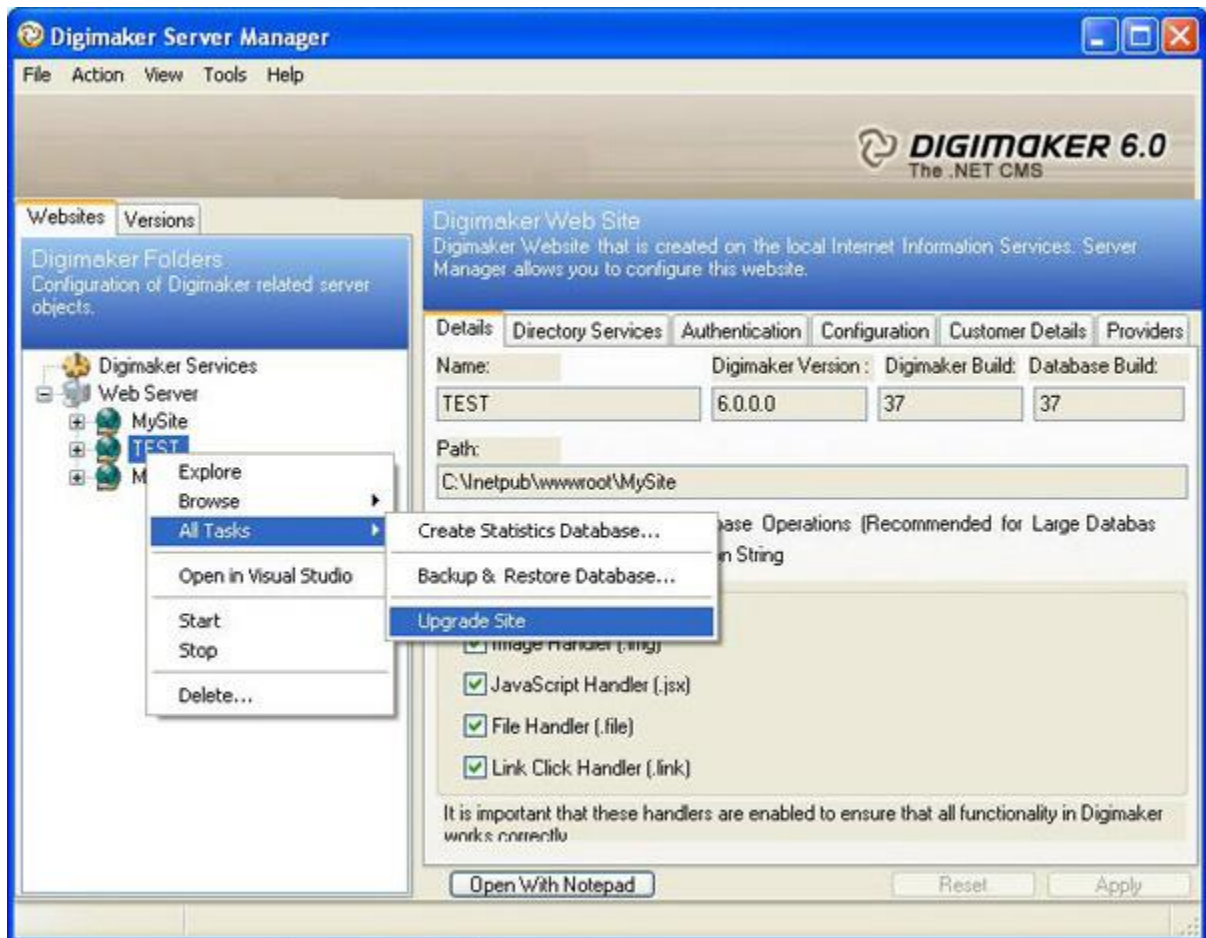 Digimaker Server Manager
File Action View Tools Help
DIGIMAKER 6.0
The .NET CMS
Websites Versions
Digimaker Folders
Configuration of Digimaker related server
objects.
Digimaker Services
Web Server
MySite
TEST
M
Explore
Browse
All Tasks
Open in Visual Studio
Start
Stop
Delete...
Create Statistics Database...
Backup & Restore Database...
Upgrade Site
Digimaker Web Site
Digimaker Website that is created on the local Internet Information Services. Server
Manager allows you to configure this website.
Details Directory Services Authentication Configuration Customer Details Providers
Name: Digimaker Version : Digimaker Build: Database Build:
TEST 6.0.0.0 37 37
Path:
C:\Inetpub\wwwroot\MySite
base Operations (Recommended for Large Databas
n String
Image Handler (.img)
JavaScript Handler (.jsx)
File Handler (.file)
Link Click Handler (.link)
It is important that these handlers are enabled to ensure that all functionality in Digimaker
works correctly
Open With Notepad Reset Apply